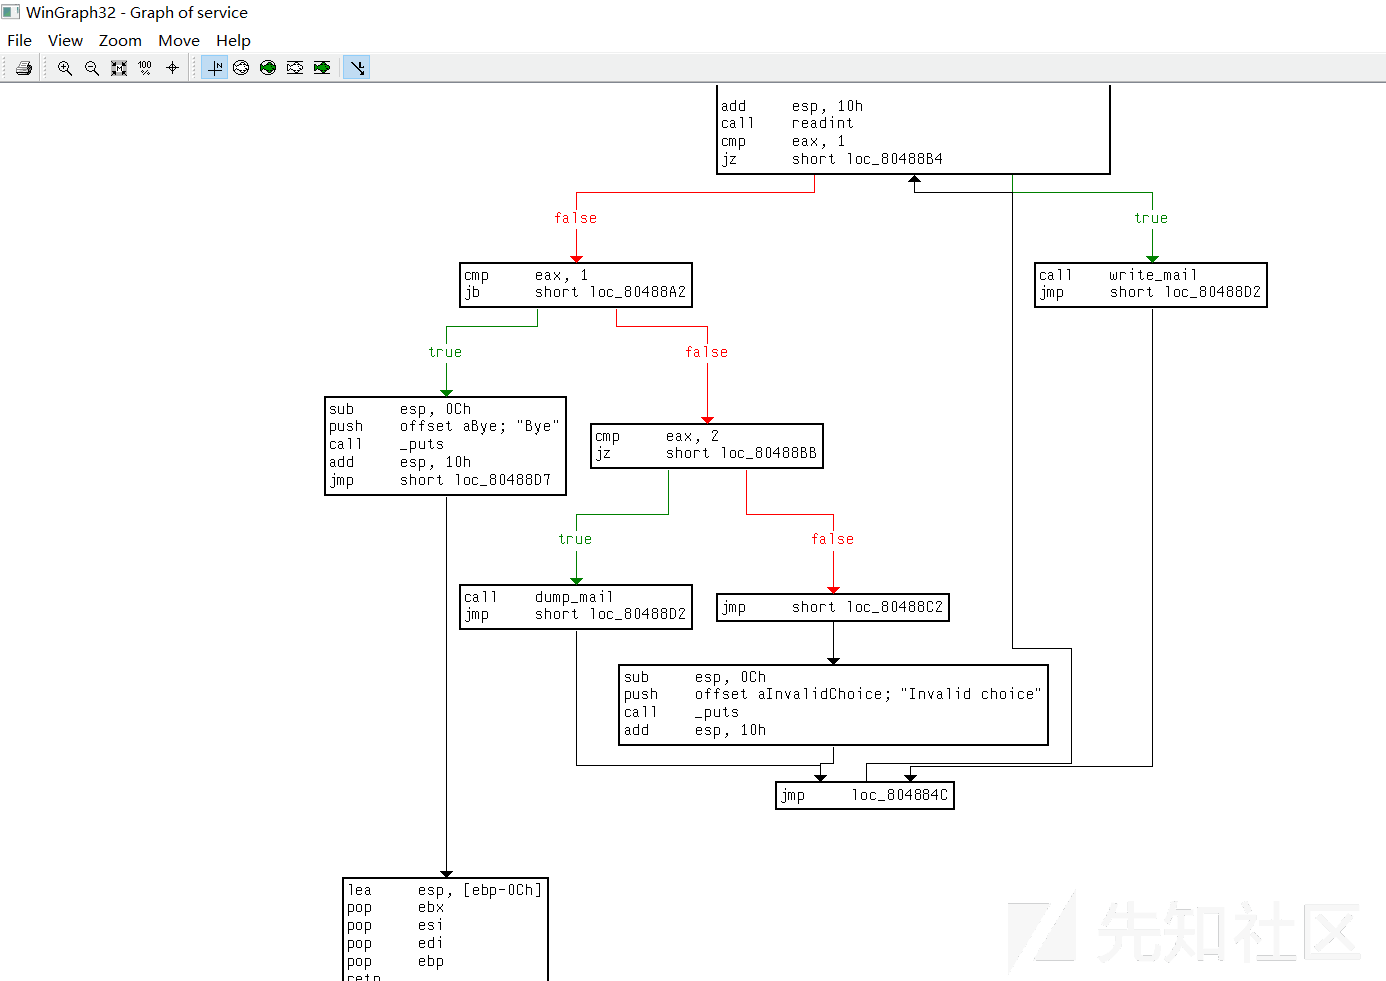 WinGraph32 - Graph of service
File View Zoom Move Help
100
%
N
add esp, 10h
call readint
cmp eax, 1
jz short loc_80488B4
false
true
cmp eax, 1
jb short loc_80488A2
call write_mail
jmp short loc_80488D2
true
false
sub esp, 0Ch
push offset aBye; "Bye"
call _puts
add esp, 10h
jmp short loc_80488D7
cmp eax, 2
jz short loc_80488BB
true
false
call dump_mail
jmp short loc_80488D2
jmp short loc_80488C2
sub esp, 0Ch
push offset aInvalidChoice; "Invalid choice"
call _puts
add esp, 10h
jmp loc_804884C
lea esp, [ebp-0Ch]
pop ebx
pop esi
pop edi
pop ebp
retn
先知社区